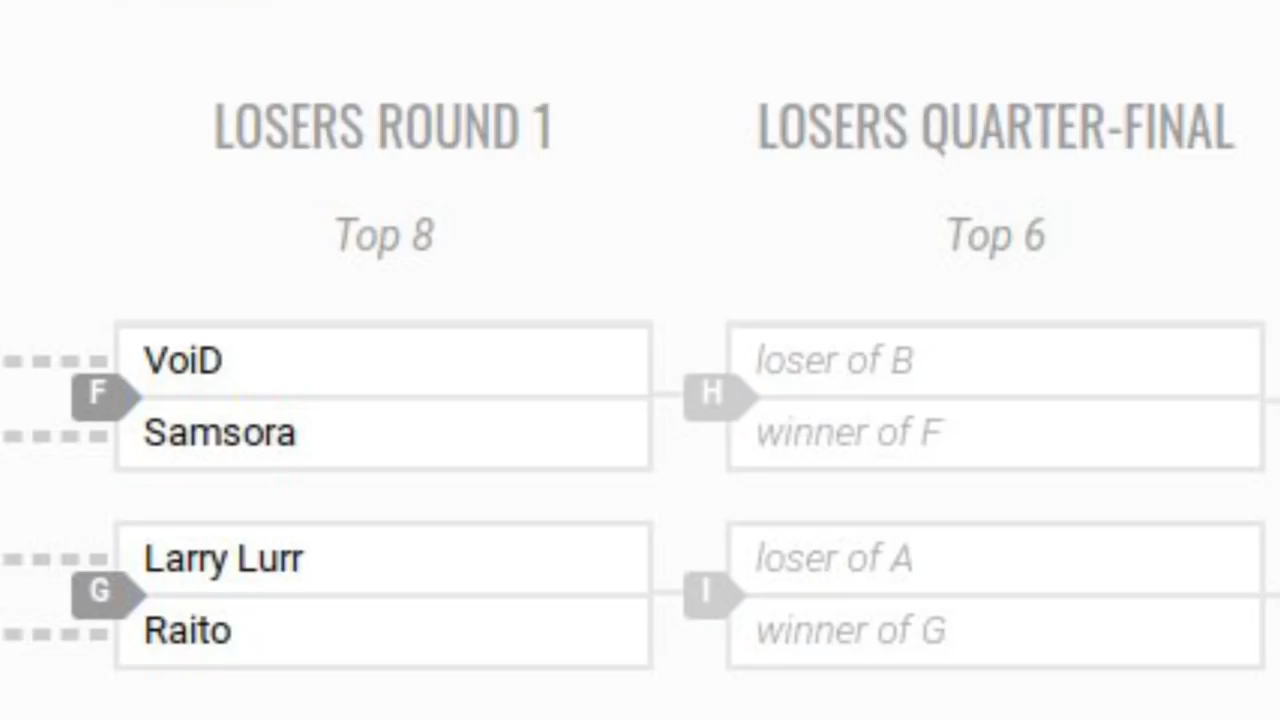 LOSERS ROUND 1
LOSERS QUARTER-FINAL
Top 8
Top 6
VoiD
F
Samsora
loser of B
H
winner of F
Larry Lurr
G
Raito
loser of A
I
winner of G